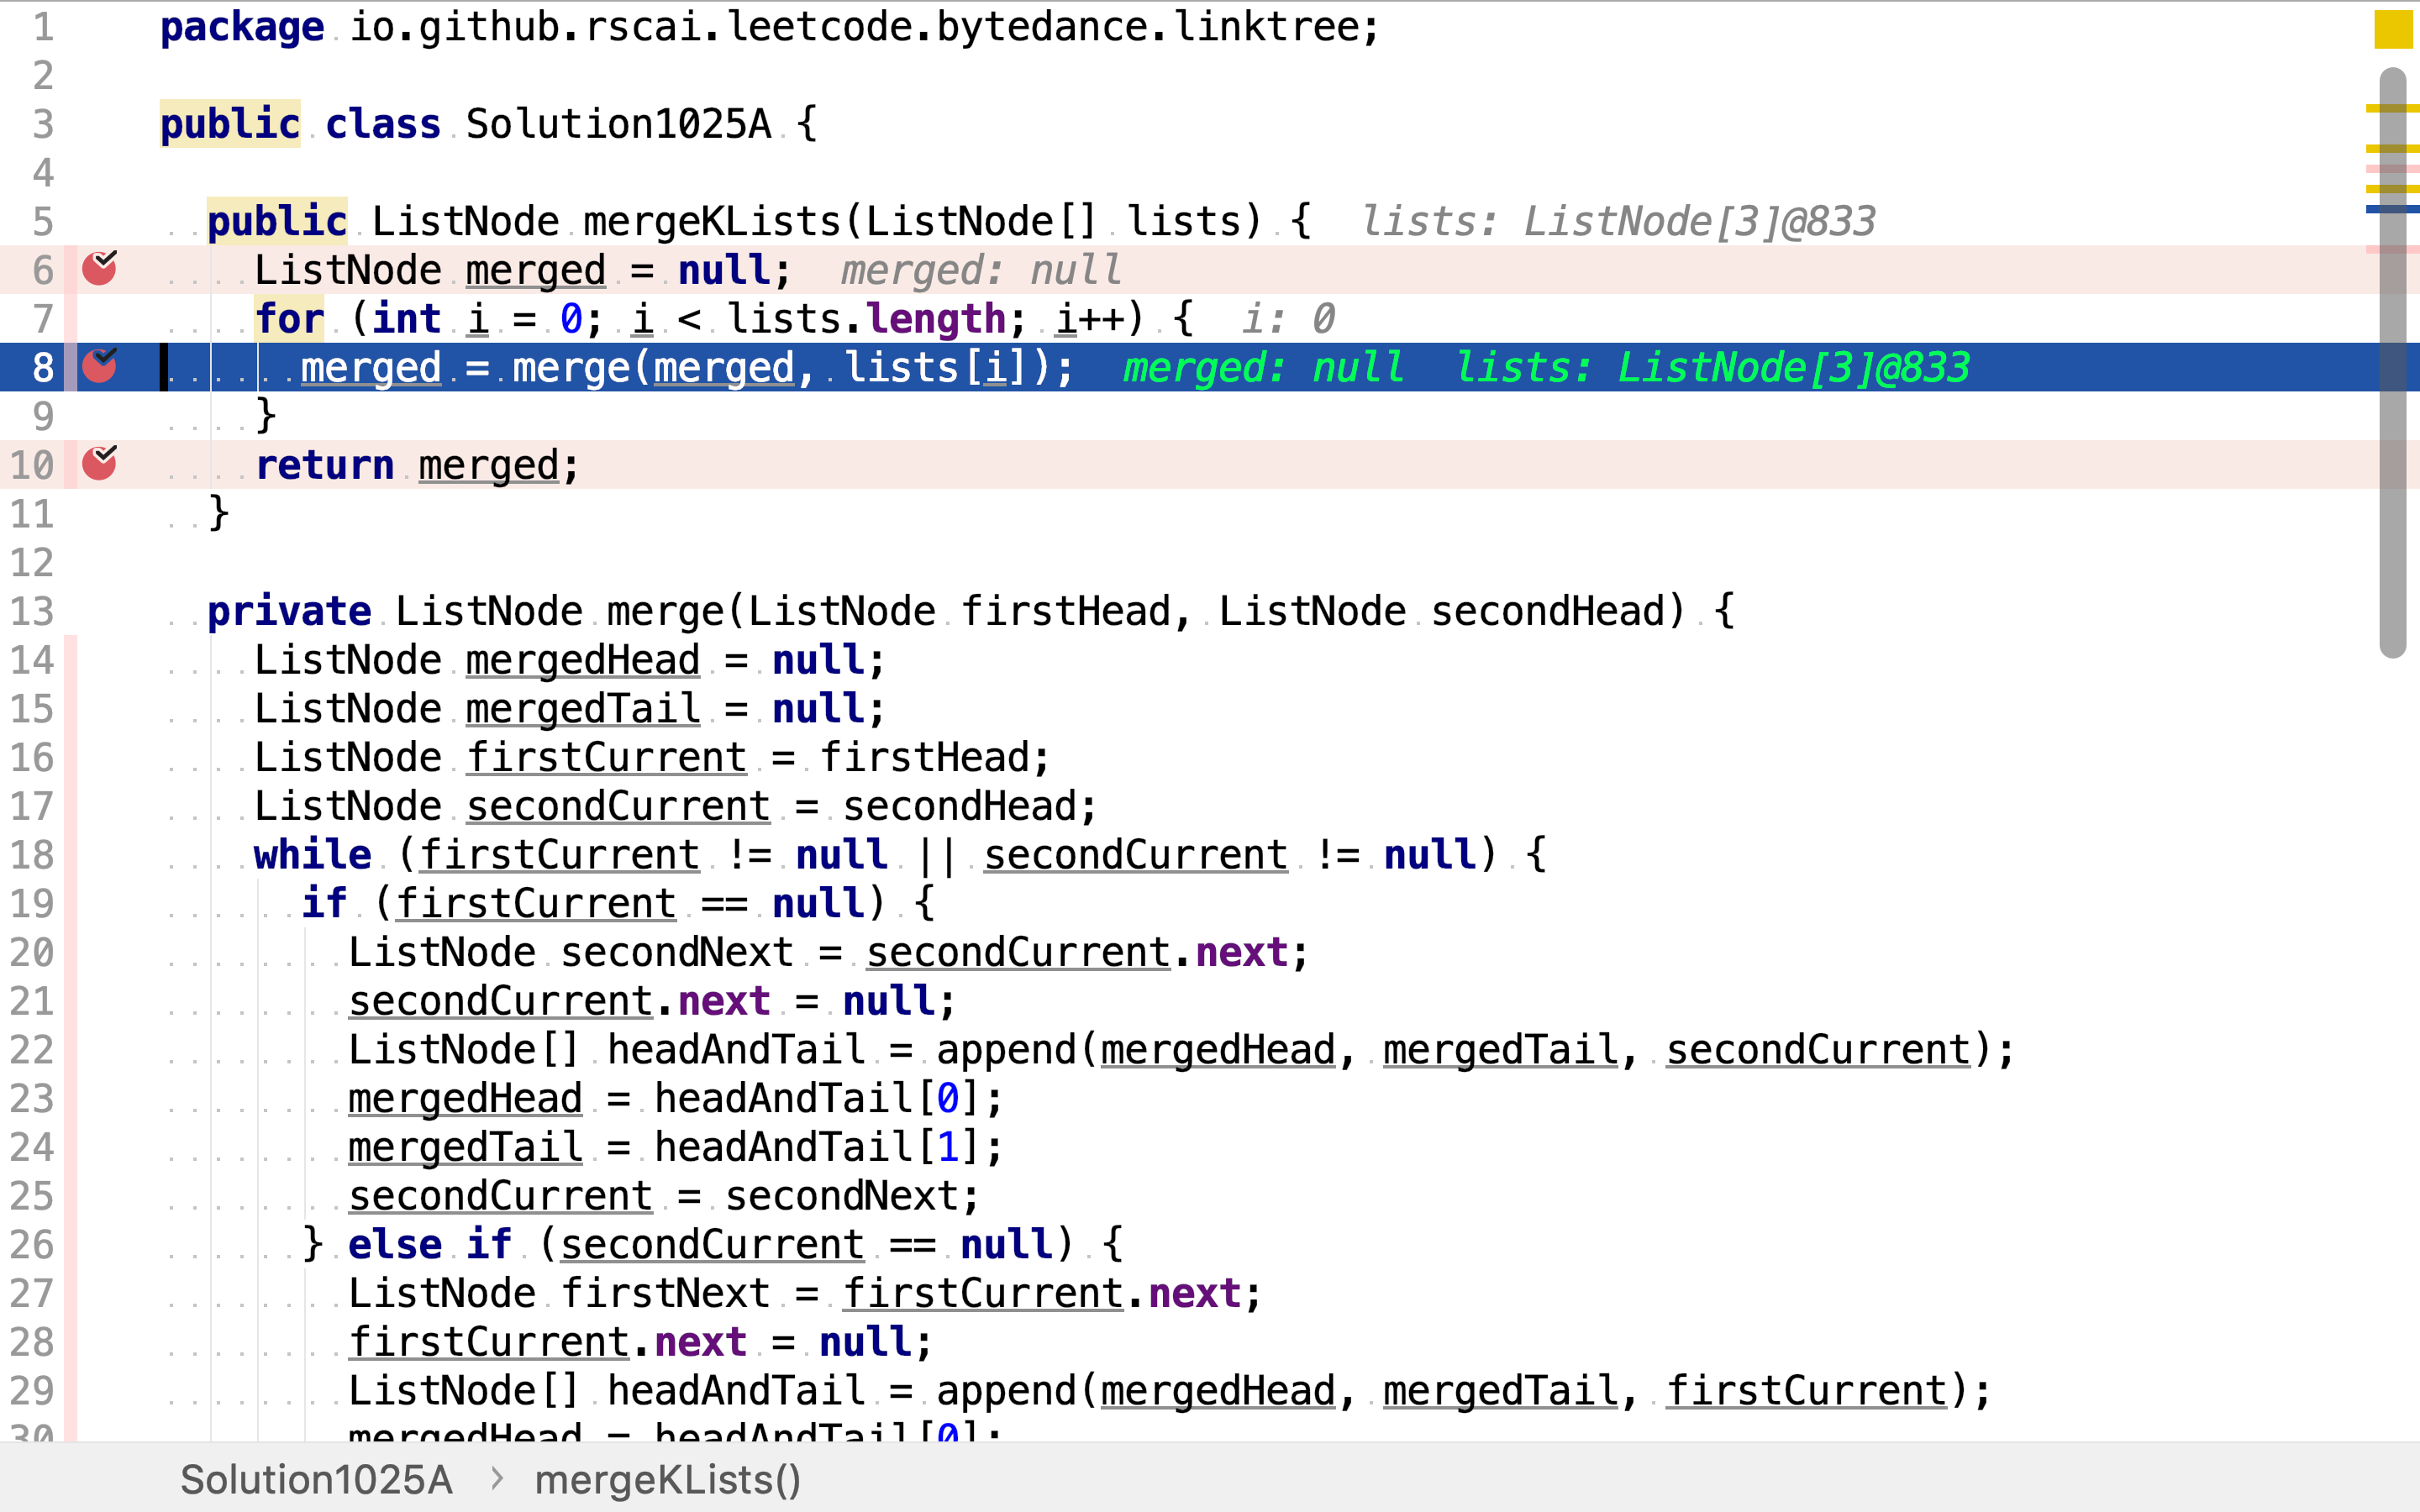 1 package io.github.rscai.leetcode.bytedance.linktree;
2
3 public class Solution1025A {
4
5 public ListNode mergeKLists(ListNode[] lists) { lists: ListNode[3]@833
6 ListNode merged = null; merged: null
7 for (int i = 0; i < lists.length; i++) { i: 0
8 merged = merge(merged, lists[i]); merged: null lists: ListNode[3]@833
9 }
10 return merged;
11 }
12
13 private ListNode merge(ListNode firstHead, ListNode secondHead) {
14 ListNode mergedHead = null;
15 ListNode mergedTail = null;
16 ListNode firstCurrent = firstHead;
17 ListNode secondCurrent = secondHead;
18 while (firstCurrent != null || secondCurrent != null) {
19 if (firstCurrent == null) {
20 ListNode secondNext = secondCurrent.next;
21 secondCurrent.next = null;
22 ListNode[] headAndTail = append(mergedHead, mergedTail, secondCurrent);
23 mergedHead = headAndTail[0];
24 mergedTail = headAndTail[1];
25 secondCurrent = secondNext;
26 } else if (secondCurrent == null) {
27 ListNode firstNext = firstCurrent.next;
28 firstCurrent.next = null;
29 ListNode[] headAndTail = append(mergedHead, mergedTail, firstCurrent);
30 mergedHead = headAndTail[0];
Solution1025A > mergeKLists()